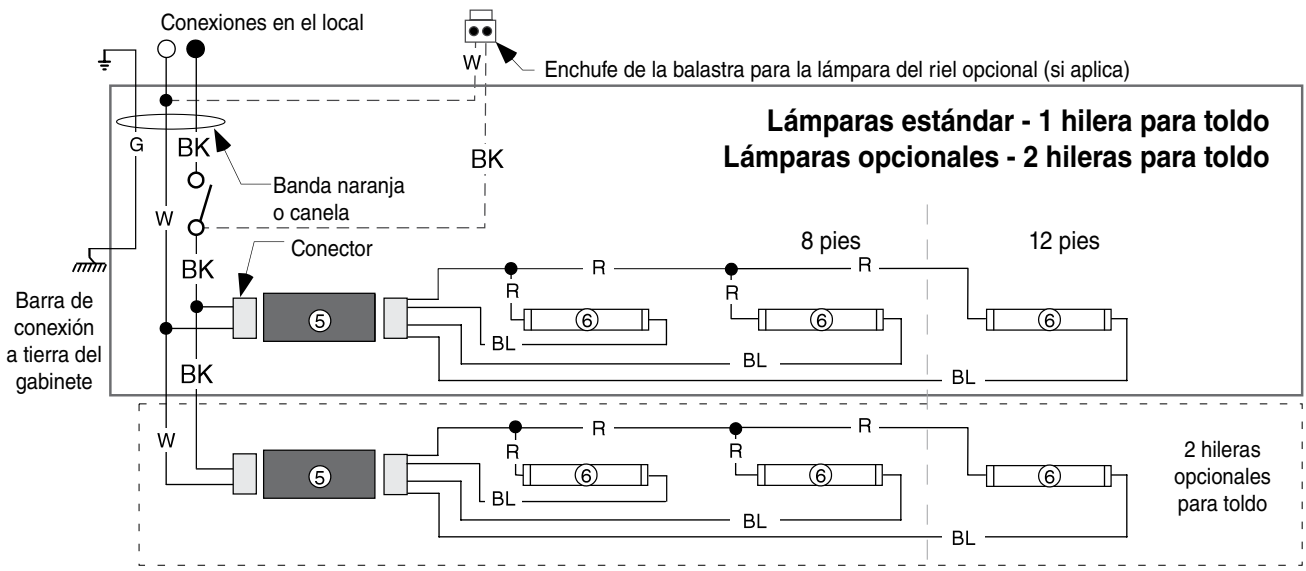 Conexiones en el local
W
Enchufe de la balastra para la lámpara del riel opcional (si aplica)
Lámparas estándar - 1 hilera para toldo
Lámparas opcionales - 2 hileras para toldo
G
BK
BK
Banda naranja
o canela
W
Conector
8 pies
12 pies
BK
R
R
R
R
Barra de
conexión
a tierra del
gabinete
5
6
6
6
BL
BL
BL
BK
W
R
R
R
R
5
6
6
6
BL
BL
BL
2 hileras
opcionales
para toldo